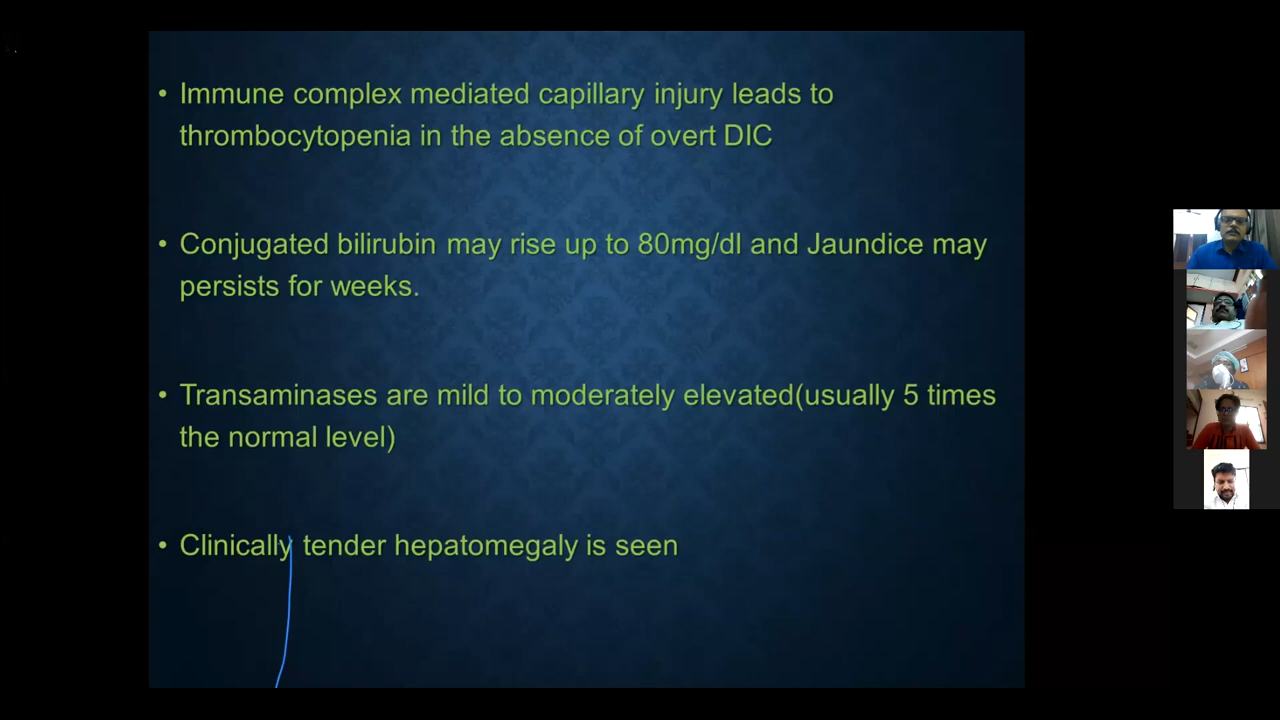 • Immune complex mediated capillary injury leads to
thrombocytopenia in the absence of overt DIC
• Conjugated bilirubin may rise up to 80mg/dl and Jaundice may
persists for weeks.
• Transaminases are mild to moderately elevated(usually 5 times
the normal level)
• Clinically tender hepatomegaly is seen